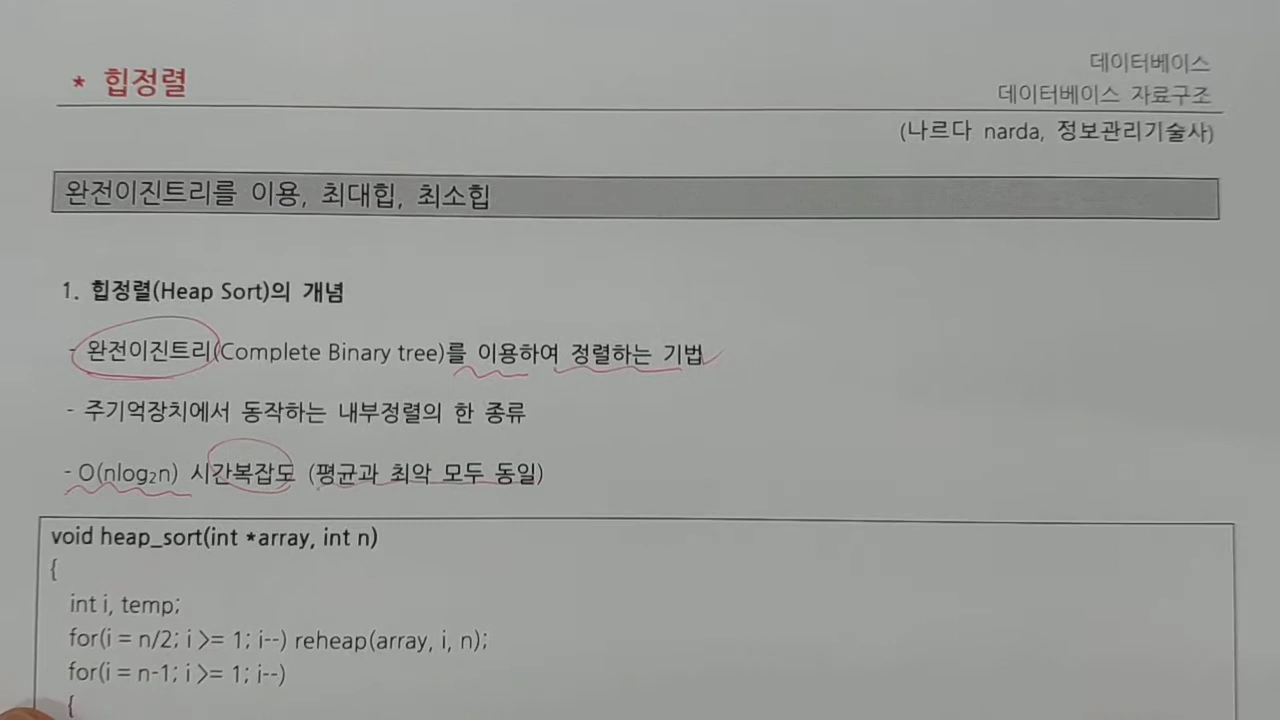 * 힙정렬
데이터베이스
데이터베이스 자료구조
(나르다 narda, 정보관리기술사)
완전이진트리를 이용, 최대힙, 최소힙
1. 힙정렬(Heap Sort)의 개념
- 완전이진트리(Complete Binary tree)를 이용하여 정렬하는 기법
- 주기억장치에서 동작하는 내부정렬의 한 종류
- O(nlog₂n) 시간복잡도 (평균과 최악 모두 동일)
void heap_sort(int *array, int n)
{
int i, temp;
for(i = n/2; i >= 1; i--) reheap(array, i, n);
for(i = n-1; i >= 1; i--)
{